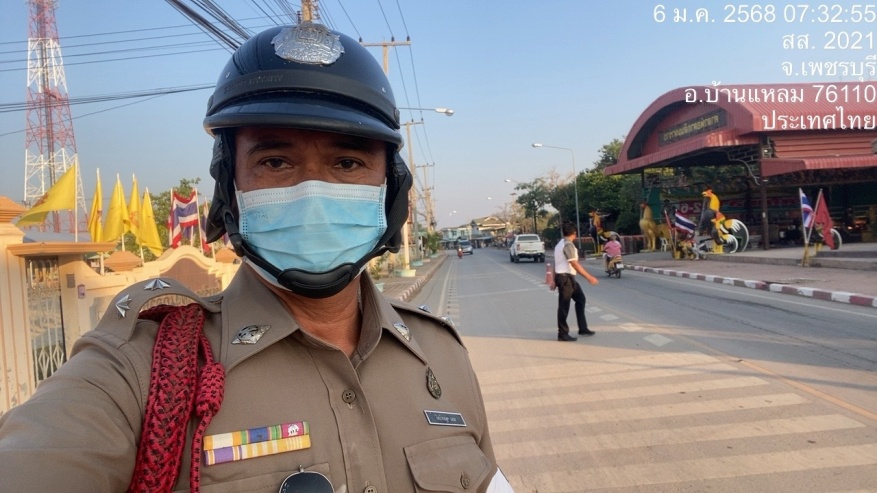 6 ม.ค. 2568 07:32:55
สส. 2021
จ.เพชรบุรี
อ.บ้านแหลม 76110
ประเทศไทย